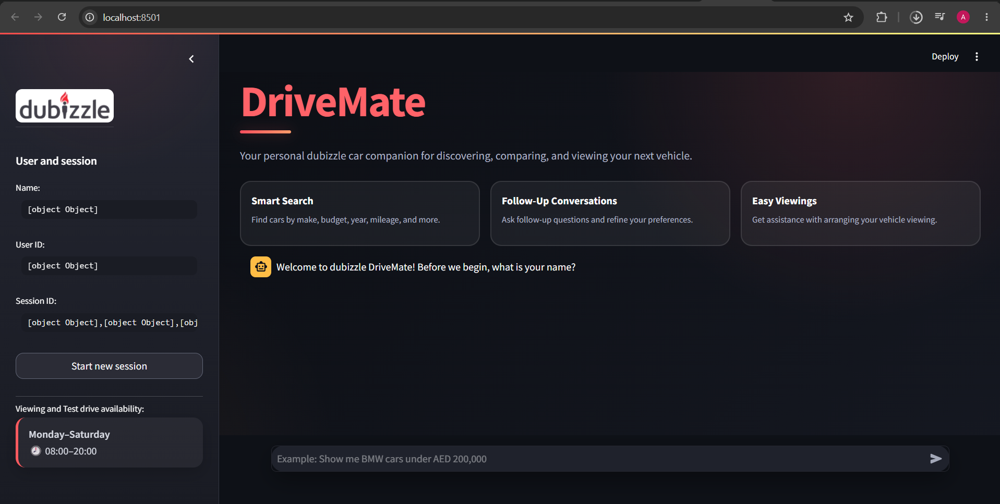 localhost:8501
A
Deploy
dubizzle
User and session
Name:
[object Object]
User ID:
[object Object]
Session ID:
[object Object],[object Object],[obj
Start new session
Viewing and Test drive availability:
Monday–Saturday
08:00–20:00
DriveMate
Your personal dubizzle car companion for discovering, comparing, and viewing your next vehicle.
Smart Search
Find cars by make, budget, year, mileage, and more.
Follow-Up Conversations
Ask follow-up questions and refine your preferences.
Easy Viewings
Get assistance with arranging your vehicle viewing.
Welcome to dubizzle DriveMate! Before we begin, what is your name?
Example: Show me BMW cars under AED 200,000